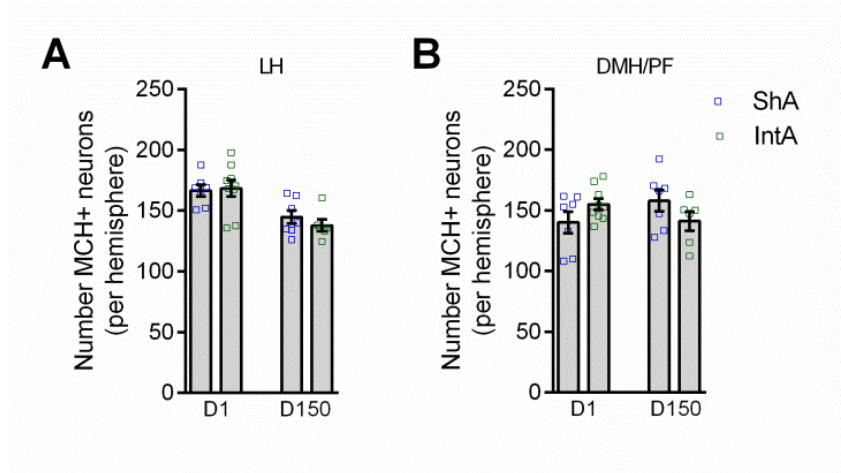 A
LH
Number MCH+ neurons
(per hemisphere)
250
200
150
100
50
0
D1
D150
B
DMH/PF
Number MCH+ neurons
(per hemisphere)
250
200
150
100
50
0
D1
D150
ShA
IntA